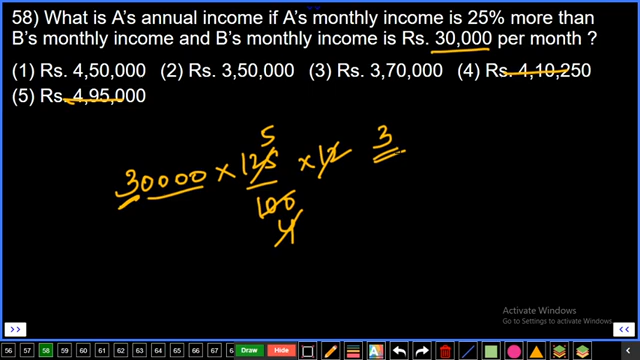 58) What is A's annual income if A's monthly income is 25% more than
B's monthly income and B's monthly income is Rs. 30,000 per month ?
(1) Rs. 4,50,000 (2) Rs. 3,50,000 (3) Rs. 3,70,000 (4) Rs. 4,10,250
(5) Rs. 4,95,000
5 3
30000 × 125 × 12
100
4
Activate Windows
Go to Settings to activate Windows.
>> >>
56 57 58 59 60 61 62 63 64 65 66 67 6 Draw Hide A